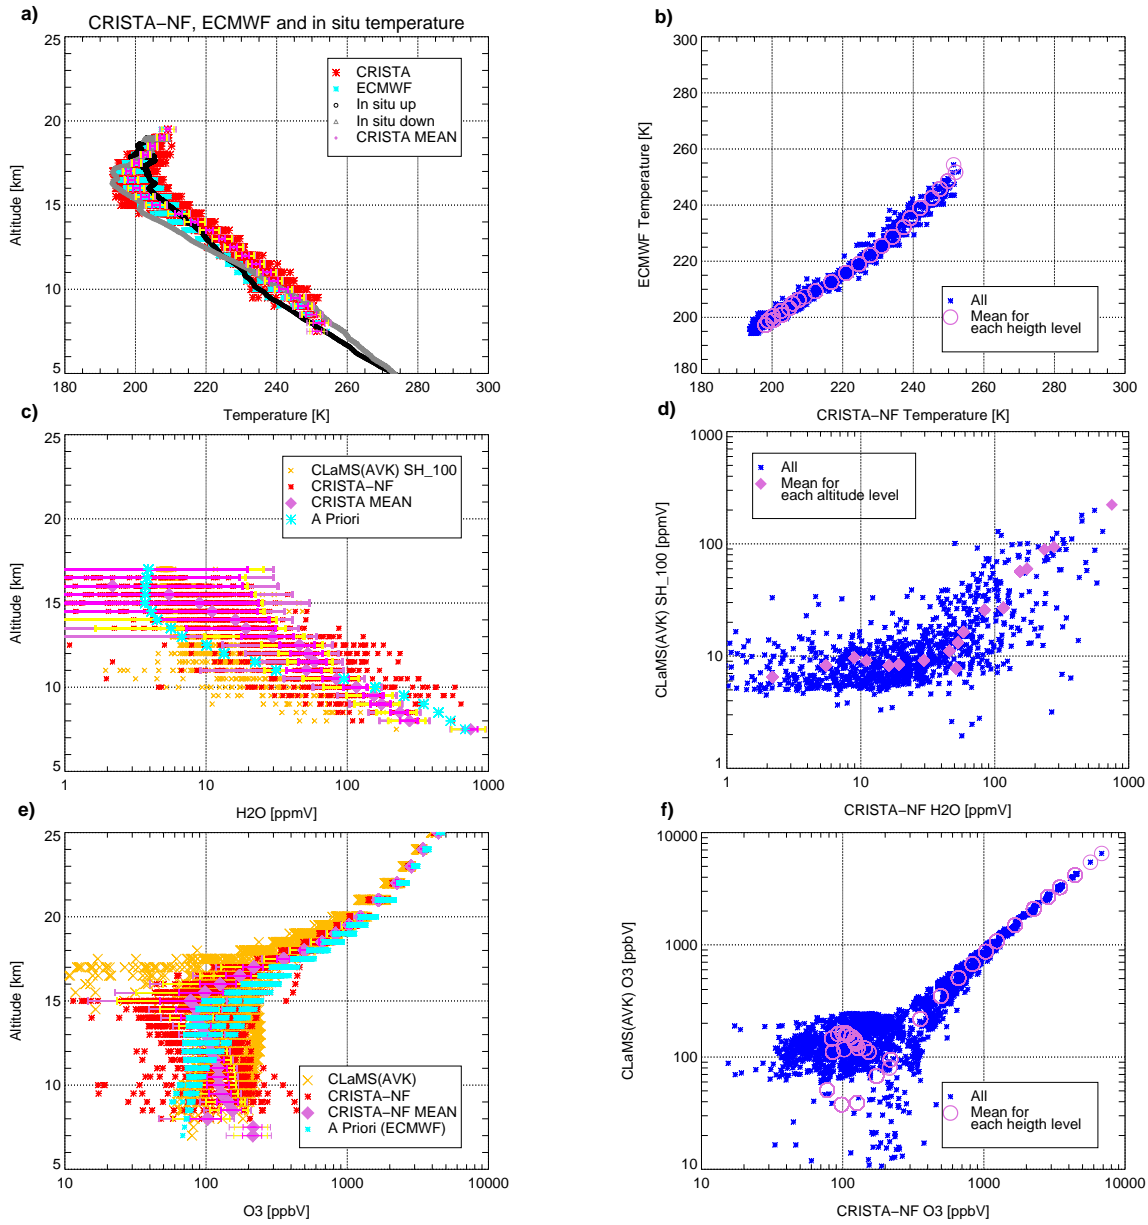 a)
CRISTA−NF, ECMWF and in situ temperature
25
20
15
10
5
Altitude [km]
CRISTA
ECMWF
In situ up
In situ down
CRISTA MEAN
180
200
220
240
260
280
300
Temperature [K]
b)
300
280
260
240
220
200
180
ECMWF Temperature [K]
All
Mean for
each heigth level
180
200
220
240
260
280
300
CRISTA−NF Temperature [K]
c)
25
20
15
10
5
Altitude [km]
CLaMS(AVK) SH_100
CRISTA−NF
CRISTA MEAN
A Priori
1
10
100
1000
H2O [ppmV]
d)
1000
100
10
1
CLaMS(AVK) SH_100 [ppmV]
All
Mean for
each altitude level
1
10
100
1000
CRISTA−NF H2O [ppmV]
e)
25
20
15
10
5
Altitude [km]
CLaMS(AVK)
CRISTA−NF
CRISTA−NF MEAN
A Priori (ECMWF)
10
100
1000
10000
O3 [ppbV]
f)
10000
1000
100
10
CLaMS(AVK) O3 [ppbV]
All
Mean for
each heigth level
10
100
1000
10000
CRISTA−NF O3 [ppbV]